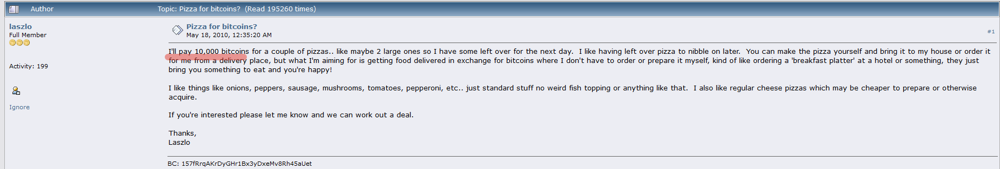 Author Topic: Pizza for bitcoins? (Read 195260 times)
laszlo
Full Member
Activity: 199
Ignore
Pizza for bitcoins?
May 18, 2010, 12:35:20 AM
#1
I'll pay 10,000 bitcoins for a couple of pizzas.. like maybe 2 large ones so I have some left over for the next day. I like having left over pizza to nibble on later. You can make the pizza yourself and bring it to my house or order it
for me from a delivery place, but what I'm aiming for is getting food delivered in exchange for bitcoins where I don't have to order or prepare it myself, kind of like ordering a 'breakfast platter' at a hotel or something, they just
bring you something to eat and you're happy!
I like things like onions, peppers, sausage, mushrooms, tomatoes, pepperoni, etc.. just standard stuff no weird fish topping or anything like that. I also like regular cheese pizzas which may be cheaper to prepare or otherwise
acquire.
If you're interested please let me know and we can work out a deal.
Thanks,
Laszlo
BC: 157fRrqAKrDyGHr1Bx3yDxeMv8Rh45aUet